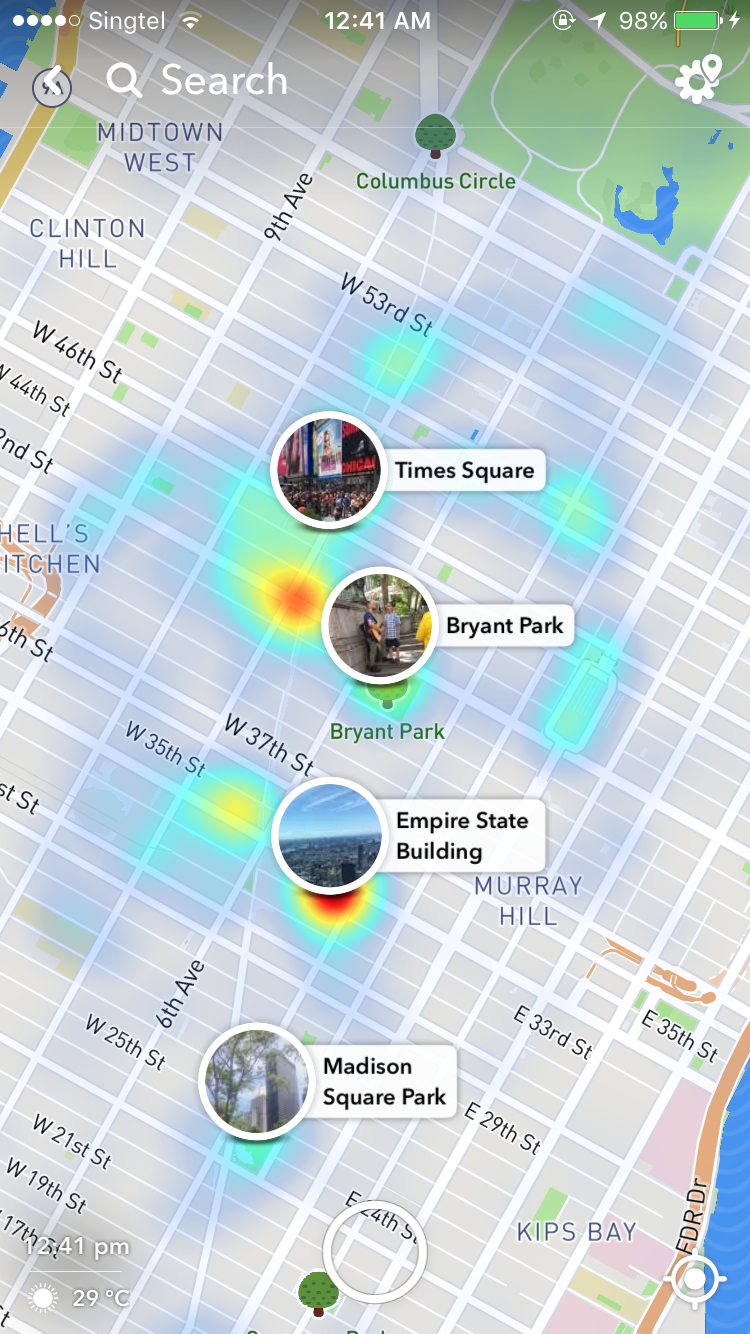 Singtel 12:41 AM 98%
Search
MIDTOWN
WEST
Columbus Circle
9th Ave
CLINTON
HILL
W 53rd St
W 46th St
W 44th St
2nd St
Times Square
CHICA
HELL'S
ITCHEN
Bryant Park
6th St
Bryant Park
W 37th St
W 35th St
st St
Empire State
Building
MURRAY
HILL
6th Ave
W 25th St
E 33rd St
E 35th St
Madison
Square Park
E 29th St
W 21st St
W 19th St
17th St
E 24th St
KIPS BAY
FDR Dr
12:41 pm
29 °C